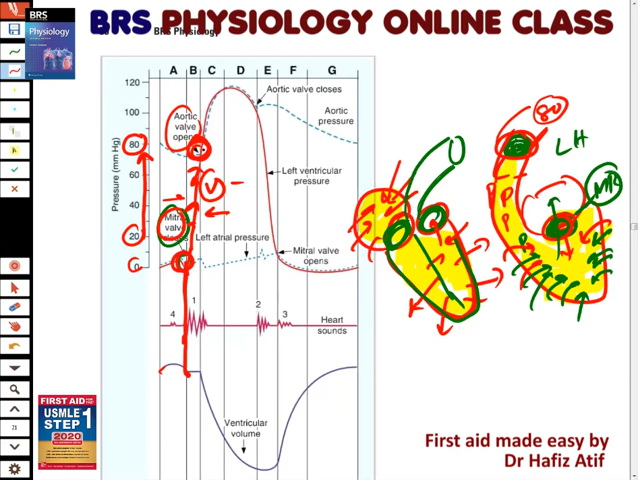 BRS PHYSIOLOGY ONLINE CLASS
BRS Physiology
BRS
Physiology
A B C D E F G
120
100
80
60
40
20
0
Pressure (mm Hg)
Aortic
valve
opens
Aortic valve closes
Aortic
pressure
Left ventricular
pressure
Mitral
valve
Left atrial pressure
Mitral valve
opens
4 1 2 3
Heart
sounds
Ventricular
volume
80
LH
FIRST AID
USMLE
STEP 1
2020
21
First aid made easy by
Dr Hafiz Atif